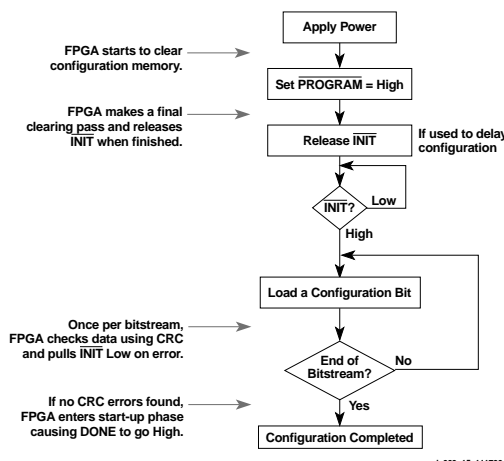 Apply Power
FPGA starts to clear
configuration memory.
Set PROGRAM = High
FPGA makes a final
clearing pass and releases
INIT when finished.
Release INIT
If used to delay
configuration
INIT?
Low
High
Load a Configuration Bit
Once per bitstream,
FPGA checks data using CRC
and pulls INIT Low on error.
End of
Bitstream?
No
Yes
If no CRC errors found,
FPGA enters start-up phase
causing DONE to go High.
Configuration Completed